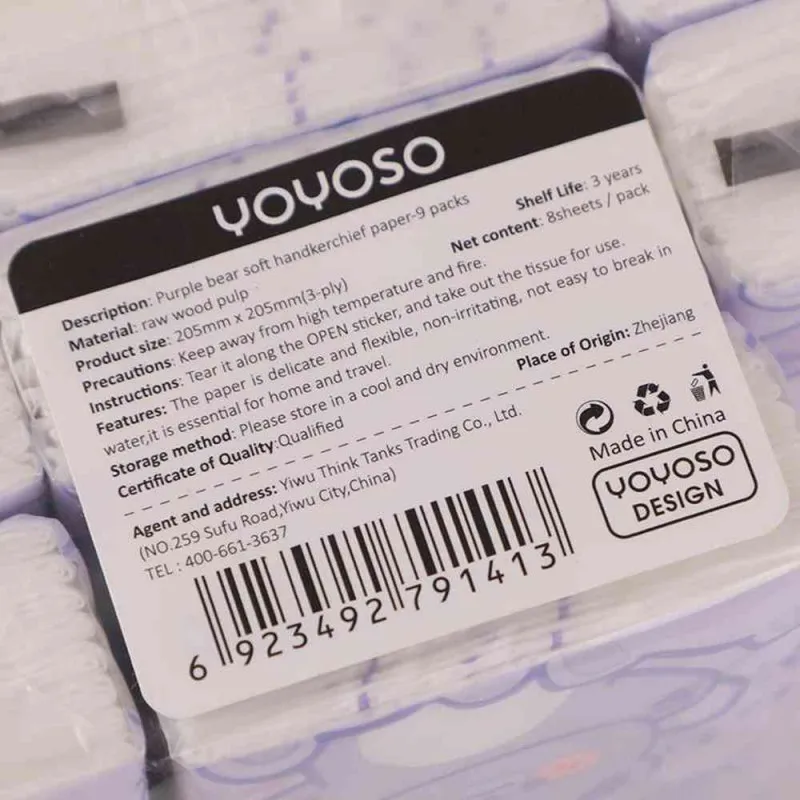 YOYOSO
Description: Purple bear soft handkerchief paper-9 packs
Material: raw wood pulp
Shelf Life: 3 years
Product size: 205mm x 205mm(3-ply)
Net content: 8sheets / pack
Precautions: Keep away from high temperature and fire.
Instructions: Tear it along the OPEN sticker, and take out the tissue for use.
Features: The paper is delicate and flexible, non-irritating, not easy to break in
water,it is essential for home and travel.
Storage method: Please store in a cool and dry environment.
Certificate of Quality:Qualified
Place of Origin: Zhejiang
Agent and address: Yiwu Think Tanks Trading Co., Ltd.
(NO.259 Sufu Road,Yiwu City,China)
TEL : 400-661-3637
Made in China
YOYOSO
DESIGN
6 923492 791413